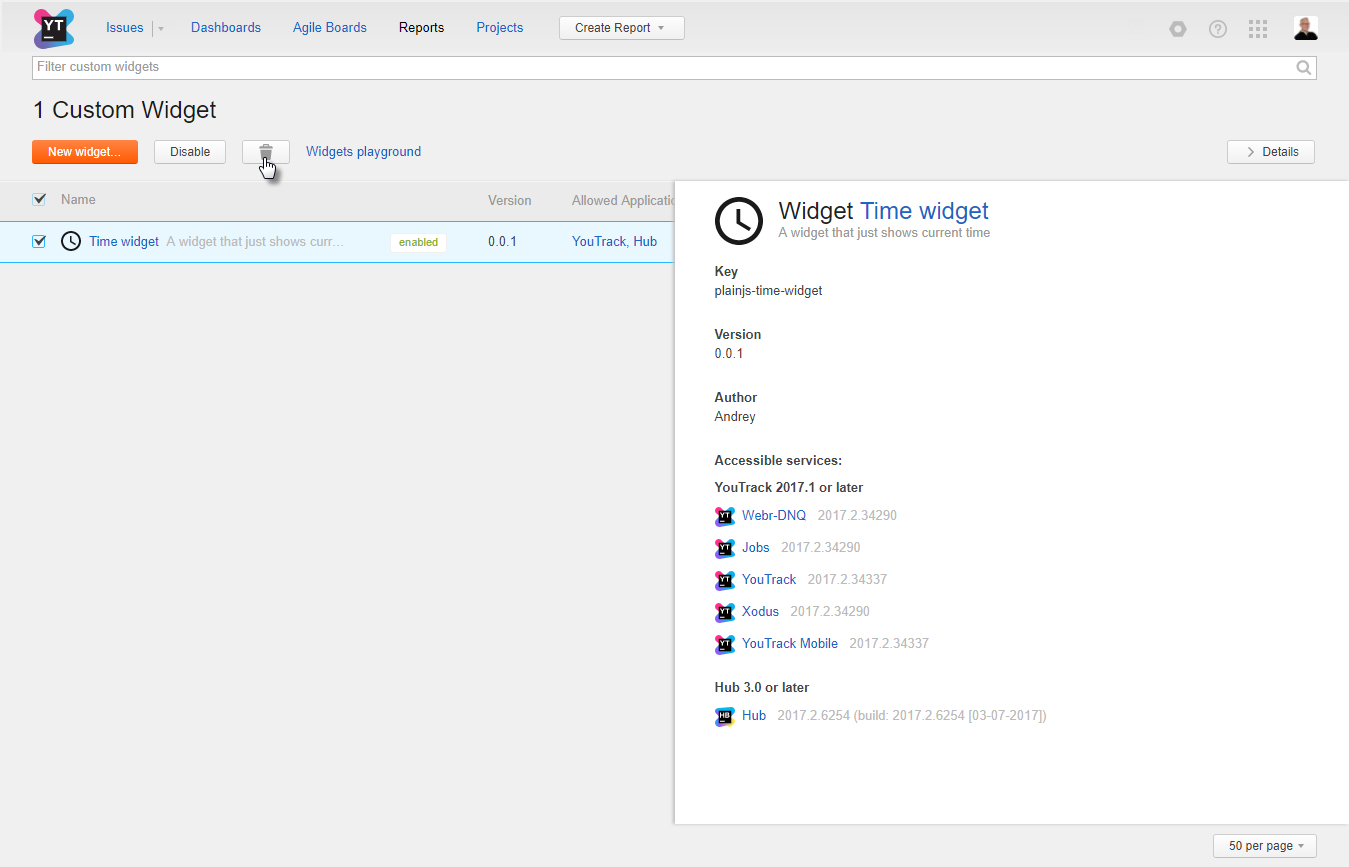 YT Issues Dashboards Agile Boards Reports Projects Create Report
Filter custom widgets
1 Custom Widget
New widget... Disable Widgets playground Details
Name Version Allowed Applicatio
Time widget A widget that just shows curr... enabled 0.0.1 YouTrack, Hub
Widget Time widget
A widget that just shows current time
Key
plainjs-time-widget
Version
0.0.1
Author
Andrey
Accessible services:
YouTrack 2017.1 or later
YT Webr-DNQ 2017.2.34290
YT Jobs 2017.2.34290
YT YouTrack 2017.2.34337
YT Xodus 2017.2.34290
YT YouTrack Mobile 2017.2.34337
Hub 3.0 or later
HB Hub 2017.2.6254 (build: 2017.2.6254 [03-07-2017])
50 per page